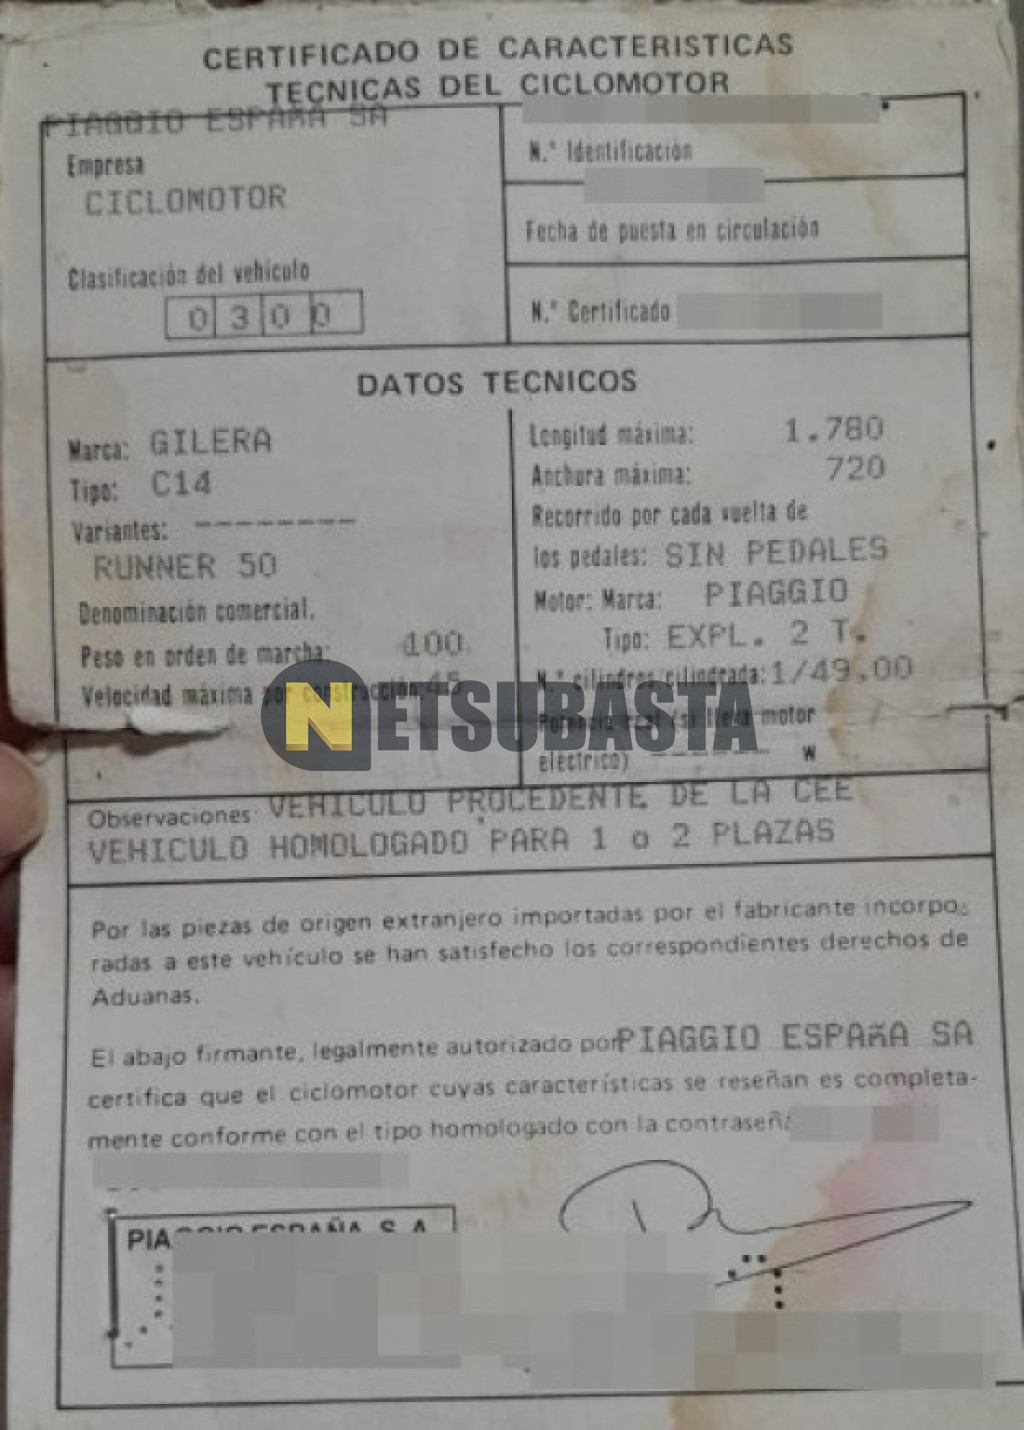 CERTIFICADO DE CARACTERISTICAS
TECNICAS DEL CICLOMOTOR
PIAGGIO ESPAÑA SA
Empresa
CICLOMOTOR
Clasificación del vehículo
0300
N.º Identificación
Fecha de puesta en circulación
N.º Certificado
DATOS TECNICOS
Marca: GILERA
Tipo: C14
Variantes: --------
RUNNER 50
Denominación comercial.
Peso en orden de marcha: 100
Velocidad máxima por construcción: 45
Longitud máxima: 1.780
Anchura máxima: 720
Recorrido por cada vuelta de
los pedales: SIN PEDALES
Motor: Marca: PIAGGIO
Tipo: EXPL. 2 T.
N.º cilindros/cilindrada: 1/49.00
Potencia (si lleva motor
eléctrico) ------ W
NETSUBASTA
Observaciones: VEHICULO PROCEDENTE DE LA CEE
VEHICULO HOMOLOGADO PARA 1 o 2 PLAZAS
Por las piezas de origen extranjero importadas por el fabricante incorpo-
radas a este vehículo se han satisfecho los correspondientes derechos de
Aduanas.
El abajo firmante, legalmente autorizado por PIAGGIO ESPAÑA SA
certifica que el ciclomotor cuyas características se reseñan es completa-
mente conforme con el tipo homologado con la contraseña
PIAGGIO ESPAÑA, S.A.